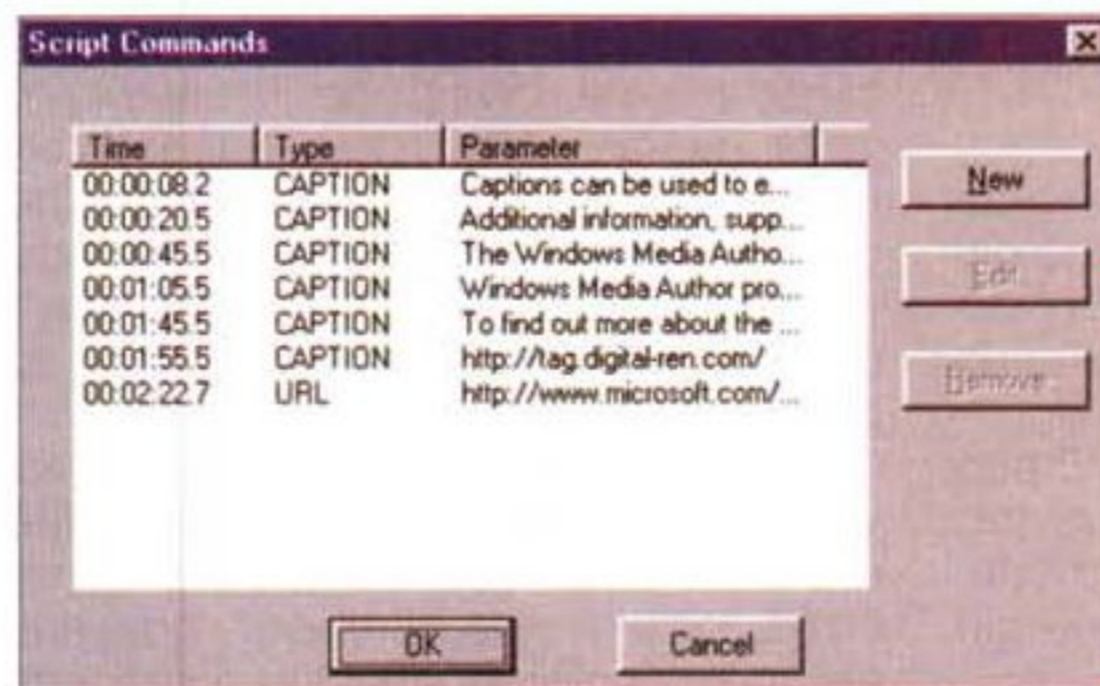 Script Commands
Time Type Parameter
00:00:08.2 CAPTION Captions can be used to e...
00:00:20.5 CAPTION Additional information, supp...
00:00:45.5 CAPTION The Windows Media Autho...
00:01:05.5 CAPTION Windows Media Author pro...
00:01:45.5 CAPTION To find out more about the ...
00:01:55.5 CAPTION http://tag.digital-ren.com/
00:02:22.7 URL http://www.microsoft.com/...
New
Edit
Remove
OK Cancel